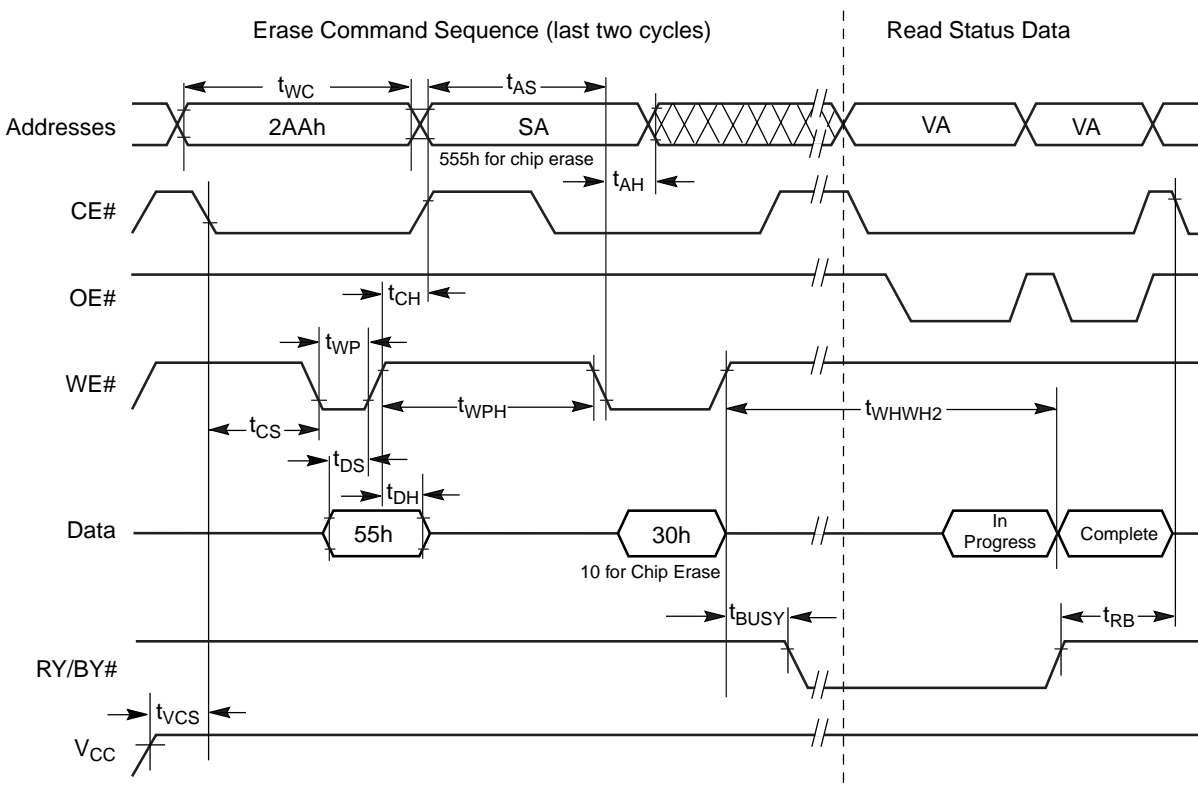 Erase Command Sequence (last two cycles)
Read Status Data
tWC
tAS
Addresses
2AAh
SA
VA
VA
555h for chip erase
tAH
CE#
OE#
tCH
tWP
WE#
tWPH
tWHWH2
tCS
tDS
tDH
Data
55h
30h
In
Progress
Complete
10 for Chip Erase
tBUSY
tRB
RY/BY#
tVCS
VCC